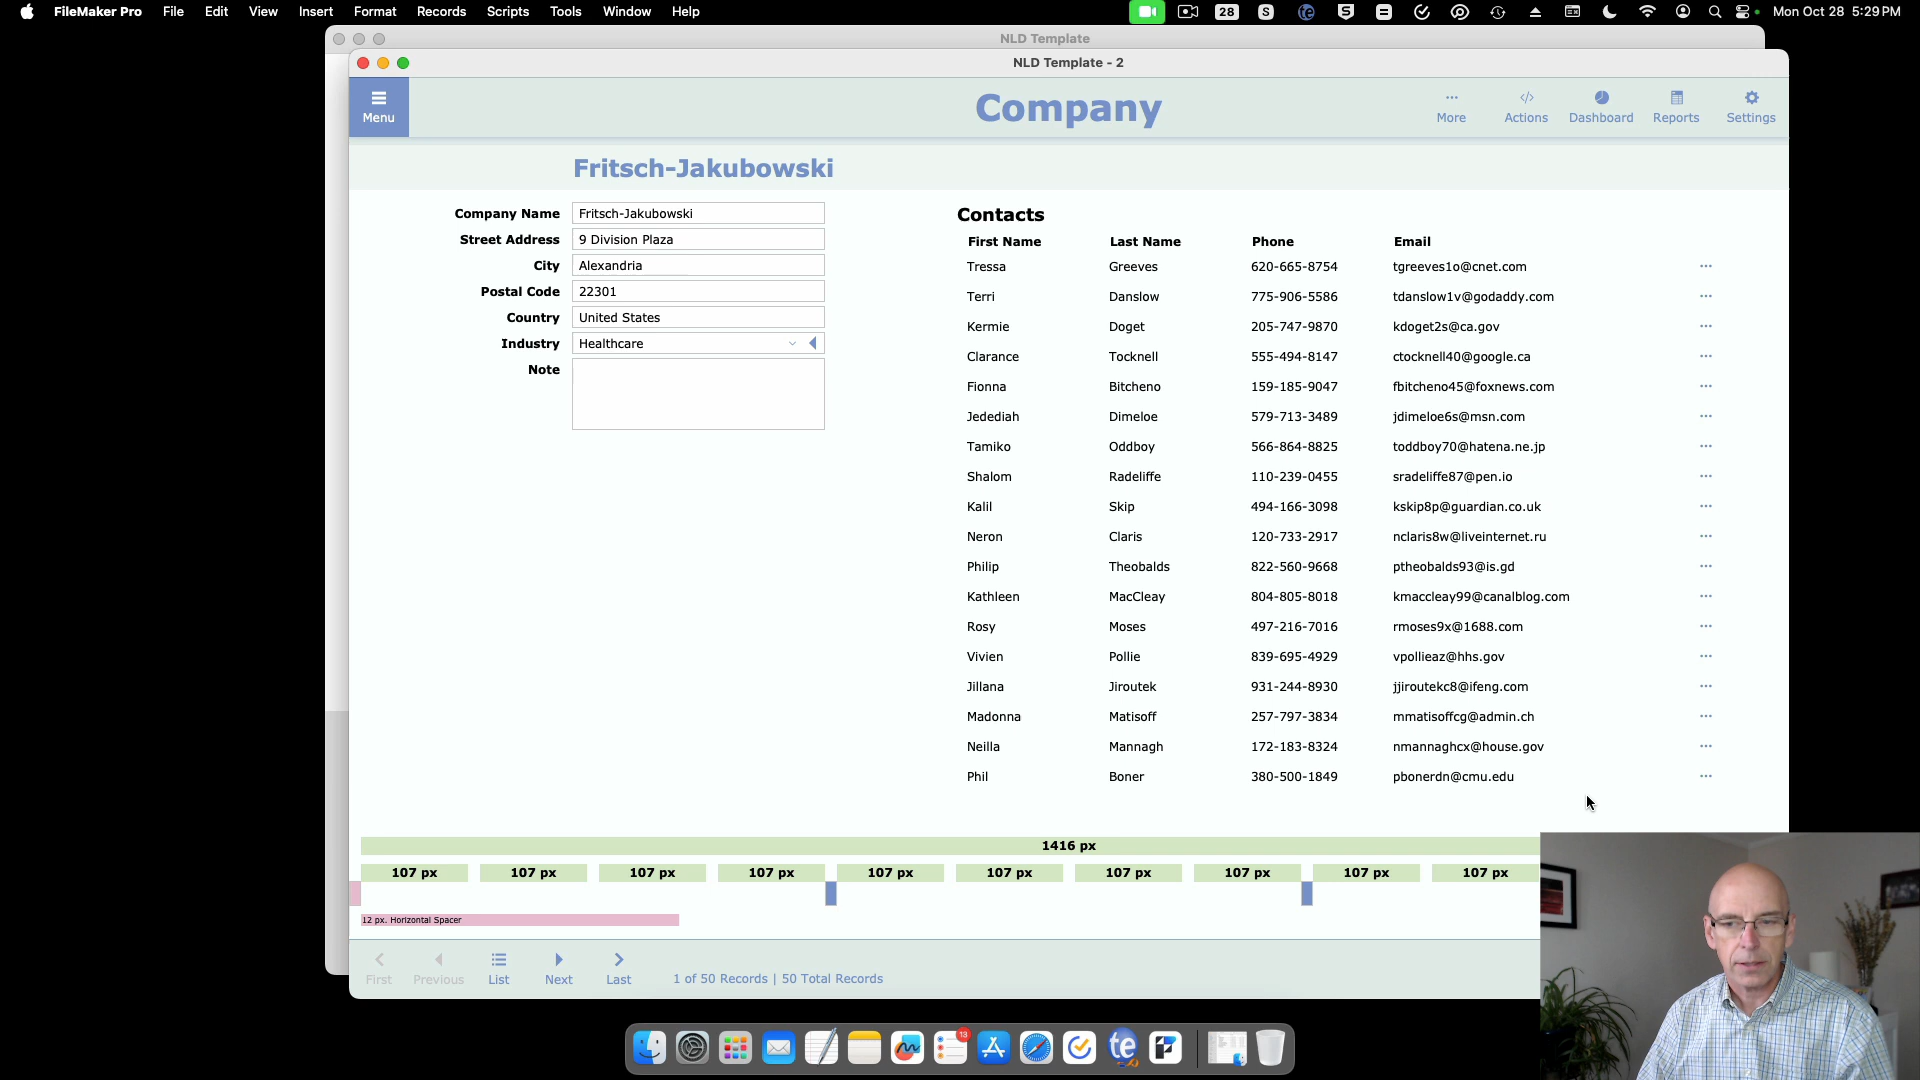 FileMaker Pro File Edit View Insert Format Records Scripts Tools Window Help 28 S Mon Oct 28 5:29 PM
NLD Template
NLD Template - 2
Menu
Company
More Actions Dashboard Reports Settings
Fritsch-Jakubowski
Company Name Fritsch-Jakubowski
Street Address 9 Division Plaza
City Alexandria
Postal Code 22301
Country United States
Industry Healthcare
Note
Contacts
First Name Last Name Phone Email
Tressa Greeves 620-665-8754 tgreeves1o@cnet.com ...
Terri Danslow 775-906-5586 tdanslow1v@godaddy.com ...
Kermie Doget 205-747-9870 kdoget2s@ca.gov ...
Clarance Tocknell 555-494-8147 ctocknell40@google.ca ...
Fionna Bitcheno 159-185-9047 fbitcheno45@foxnews.com ...
Jedediah Dimeloe 579-713-3489 jdimeloe6s@msn.com ...
Tamiko Oddboy 566-864-8825 toddboy70@hatena.ne.jp ...
Shalom Radeliffe 110-239-0455 sradeliffe87@pen.io ...
Kalil Skip 494-166-3098 kskip8p@guardian.co.uk ...
Neron Claris 120-733-2917 nclaris8w@liveinternet.ru ...
Philip Theobalds 822-560-9668 ptheobalds93@is.gd ...
Kathleen MacCleay 804-805-8018 kmaccleay99@canalblog.com ...
Rosy Moses 497-216-7016 rmoses9x@1688.com ...
Vivien Pollie 839-695-4929 vpollieaz@hhs.gov ...
Jillana Jiroutek 931-244-8930 jjiroutekc8@ifeng.com ...
Madonna Matisoff 257-797-3834 mmatisoffcg@admin.ch ...
Neilla Mannagh 172-183-8324 nmannaghcx@house.gov ...
Phil Boner 380-500-1849 pbonerdn@cmu.edu ...
1416 px
107 px 107 px 107 px 107 px 107 px 107 px 107 px 107 px 107 px 107 px
12 px. Horizontal Spacer
First Previous List Next Last 1 of 50 Records | 50 Total Records
13
te